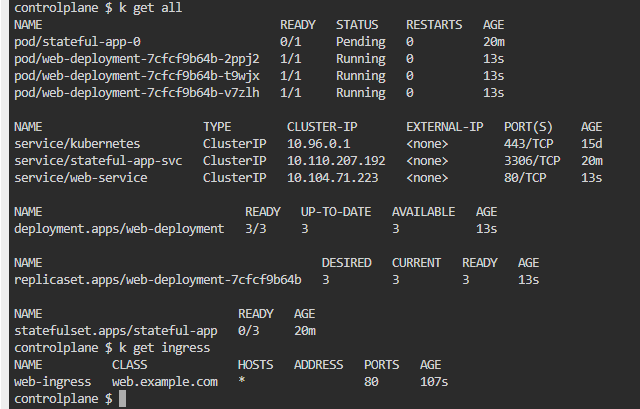 controlplane $ k get all
NAME READY STATUS RESTARTS AGE
pod/stateful-app-0 0/1 Pending 0 20m
pod/web-deployment-7cfcf9b64b-2ppj2 1/1 Running 0 13s
pod/web-deployment-7cfcf9b64b-t9wjx 1/1 Running 0 13s
pod/web-deployment-7cfcf9b64b-v7zlh 1/1 Running 0 13s
NAME TYPE CLUSTER-IP EXTERNAL-IP PORT(S) AGE
service/kubernetes ClusterIP 10.96.0.1 <none> 443/TCP 15d
service/stateful-app-svc ClusterIP 10.110.207.192 <none> 3306/TCP 20m
service/web-service ClusterIP 10.104.71.223 <none> 80/TCP 13s
NAME READY UP-TO-DATE AVAILABLE AGE
deployment.apps/web-deployment 3/3 3 3 13s
NAME DESIRED CURRENT READY AGE
replicaset.apps/web-deployment-7cfcf9b64b 3 3 3 13s
NAME READY AGE
statefulset.apps/stateful-app 0/3 20m
controlplane $ k get ingress
NAME CLASS HOSTS ADDRESS PORTS AGE
web-ingress web.example.com * 80 107s
controlplane $